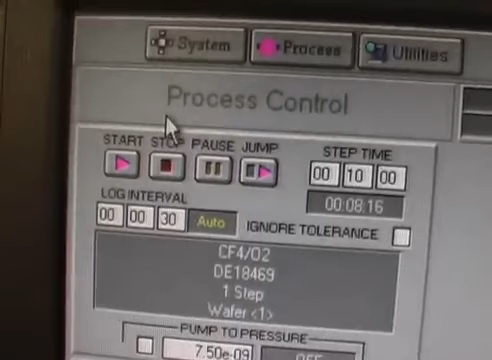 System Process Utilities
Process Control
START STOP PAUSE JUMP STEP TIME
00 10 00
00:08:16
LOG INTERVAL
00 00 30 Auto IGNORE TOLERANCE
CF4/O2
DE18469
1 Step
Wafer <1>
PUMP TO PRESSURE
7.50e-09 OFF